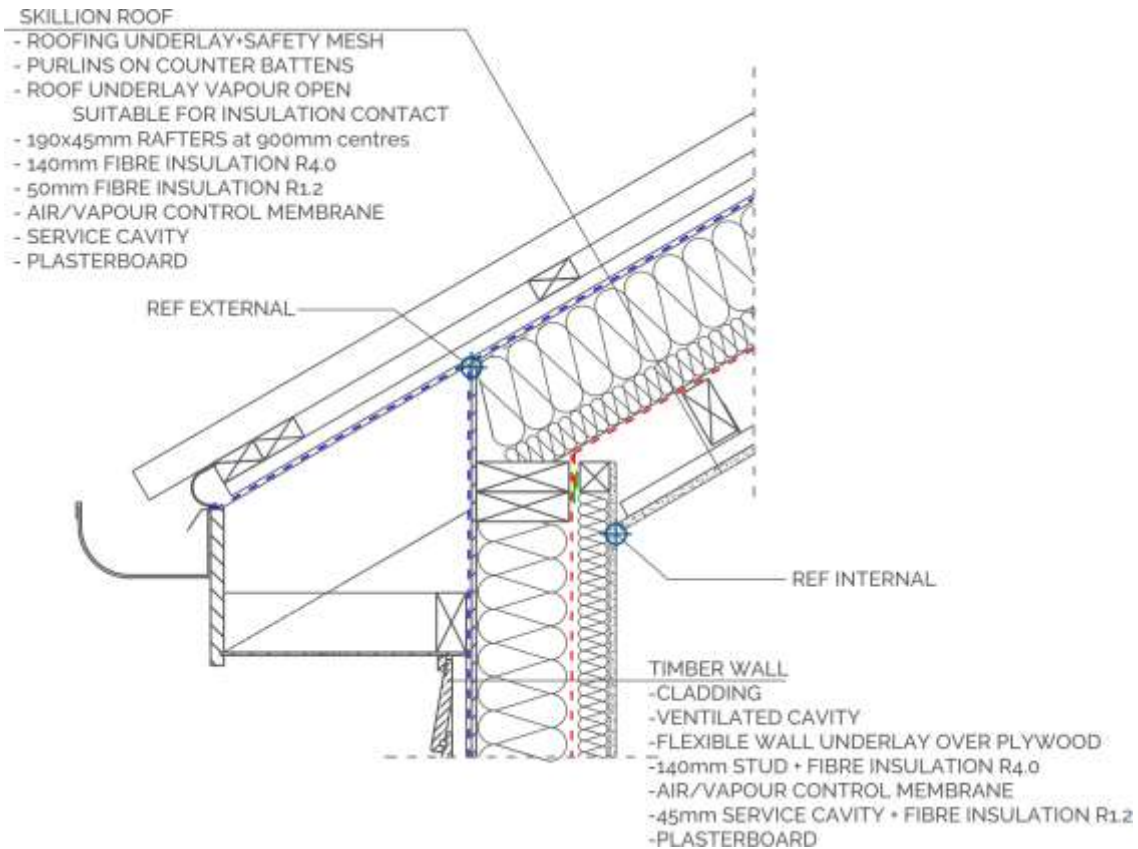 SKILLION ROOF
- ROOFING UNDERLAY+SAFETY MESH
- PURLINS ON COUNTER BATTENS
- ROOF UNDERLAY VAPOUR OPEN
SUITABLE FOR INSULATION CONTACT
- 190x45mm RAFTERS at 900mm centres
- 140mm FIBRE INSULATION R4.0
- 50mm FIBRE INSULATION R1.2
- AIR/VAPOUR CONTROL MEMBRANE
- SERVICE CAVITY
- PLASTERBOARD
REF EXTERNAL
REF INTERNAL
TIMBER WALL
-CLADDING
-VENTILATED CAVITY
-FLEXIBLE WALL UNDERLAY OVER PLYWOOD
-140mm STUD + FIBRE INSULATION R4.0
-AIR/VAPOUR CONTROL MEMBRANE
-45mm SERVICE CAVITY + FIBRE INSULATION R1.2
-PLASTERBOARD